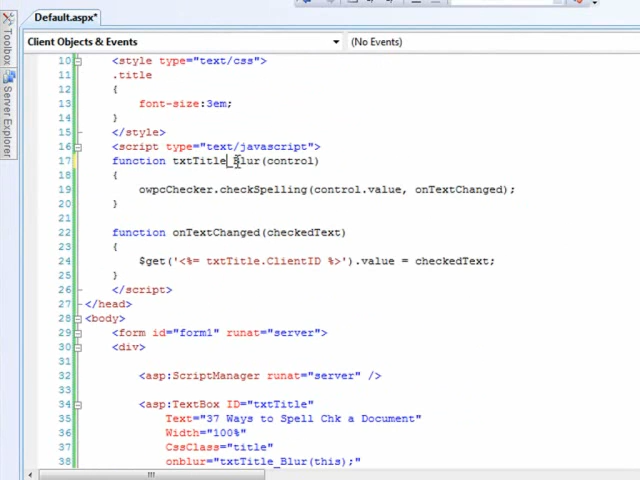 Default.aspx*
Client Objects & Events
(No Events)
Toolbox
Server Explorer
10 <style type="text/css">
11 .title
12 {
13 font-size:3em;
14 }
15 </style>
16 <script type="text/javascript">
17 function txtTitle_Blur(control)
18 {
19 owpcChecker.checkSpelling(control.value, onTextChanged);
20 }
21
22 function onTextChanged(checkedText)
23 {
24 $get('<%= txtTitle.ClientID %>').value = checkedText;
25 }
26 </script>
27 </head>
28 <body>
29 <form id="form1" runat="server">
30 <div>
31
32 <asp:ScriptManager runat="server" />
33
34 <asp:TextBox ID="txtTitle"
35 Text="37 Ways to Spell Chk a Document"
36 Width="100%"
37 CssClass="title"
38 onblur="txtTitle_Blur(this);"